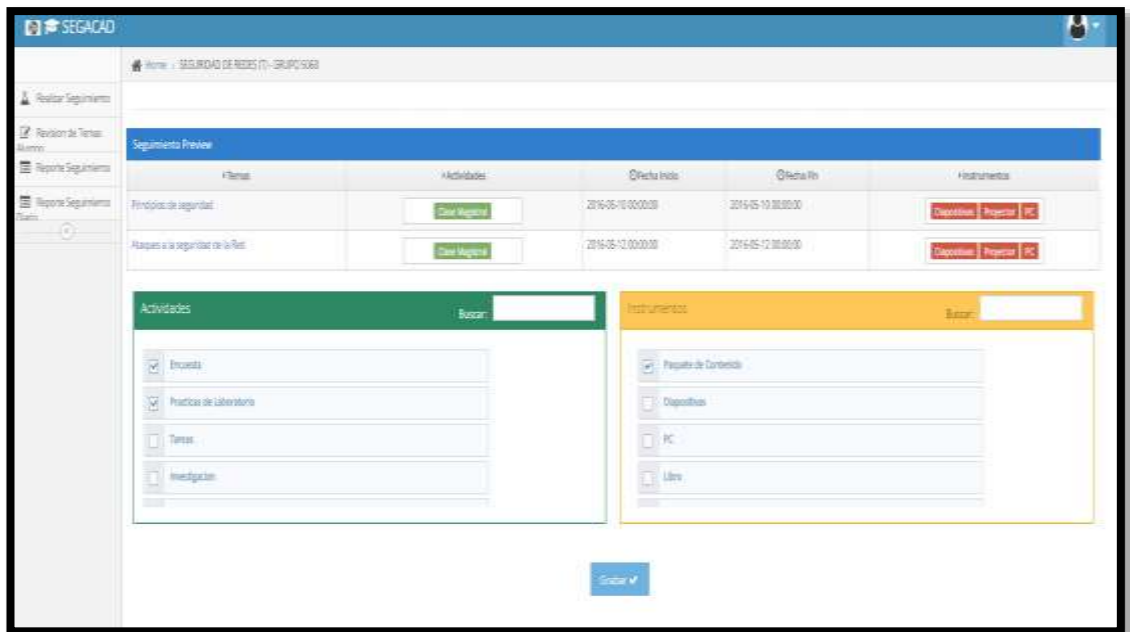 SEGACAD
Home SEGURIDAD DE REDES (T) - GRUPO
Realizar Seguimiento
Revision de Temas
Alumno
Reporte Seguimiento
Reporte Seguimiento
Diario
Seguimiento Preview
Temas Actividades Fecha Inicio Fecha Fin Instrumentos
Principios de seguridad Clase Magistral 2016-05-10 00:00:00 2016-05-10 00:00:00 Diapositivas Proyector PC
Ataques a la seguridad de la Red Clase Magistral 2016-05-12 00:00:00 2016-05-12 00:00:00 Diapositivas Proyector PC
Actividades Buscar:
Instrumentos Buscar:
Encuesta
Practicas de Laboratorio
Tareas
Investigacion
Paquete de Contenido
Diapositivas
PC
Libro
Grabar